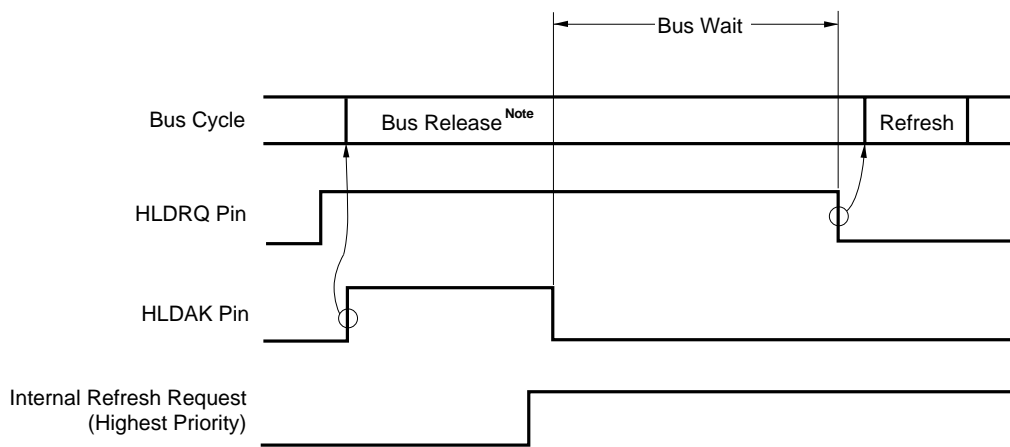 Bus Wait
Bus Cycle
Bus Release Note
Refresh
HLDRQ Pin
HLDAK Pin
Internal Refresh Request
(Highest Priority)